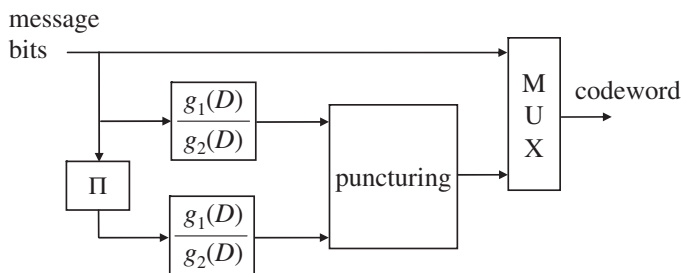 message
bits
g₁(D)
g₂(D)
Π
g₁(D)
g₂(D)
puncturing
M
U
X
codeword